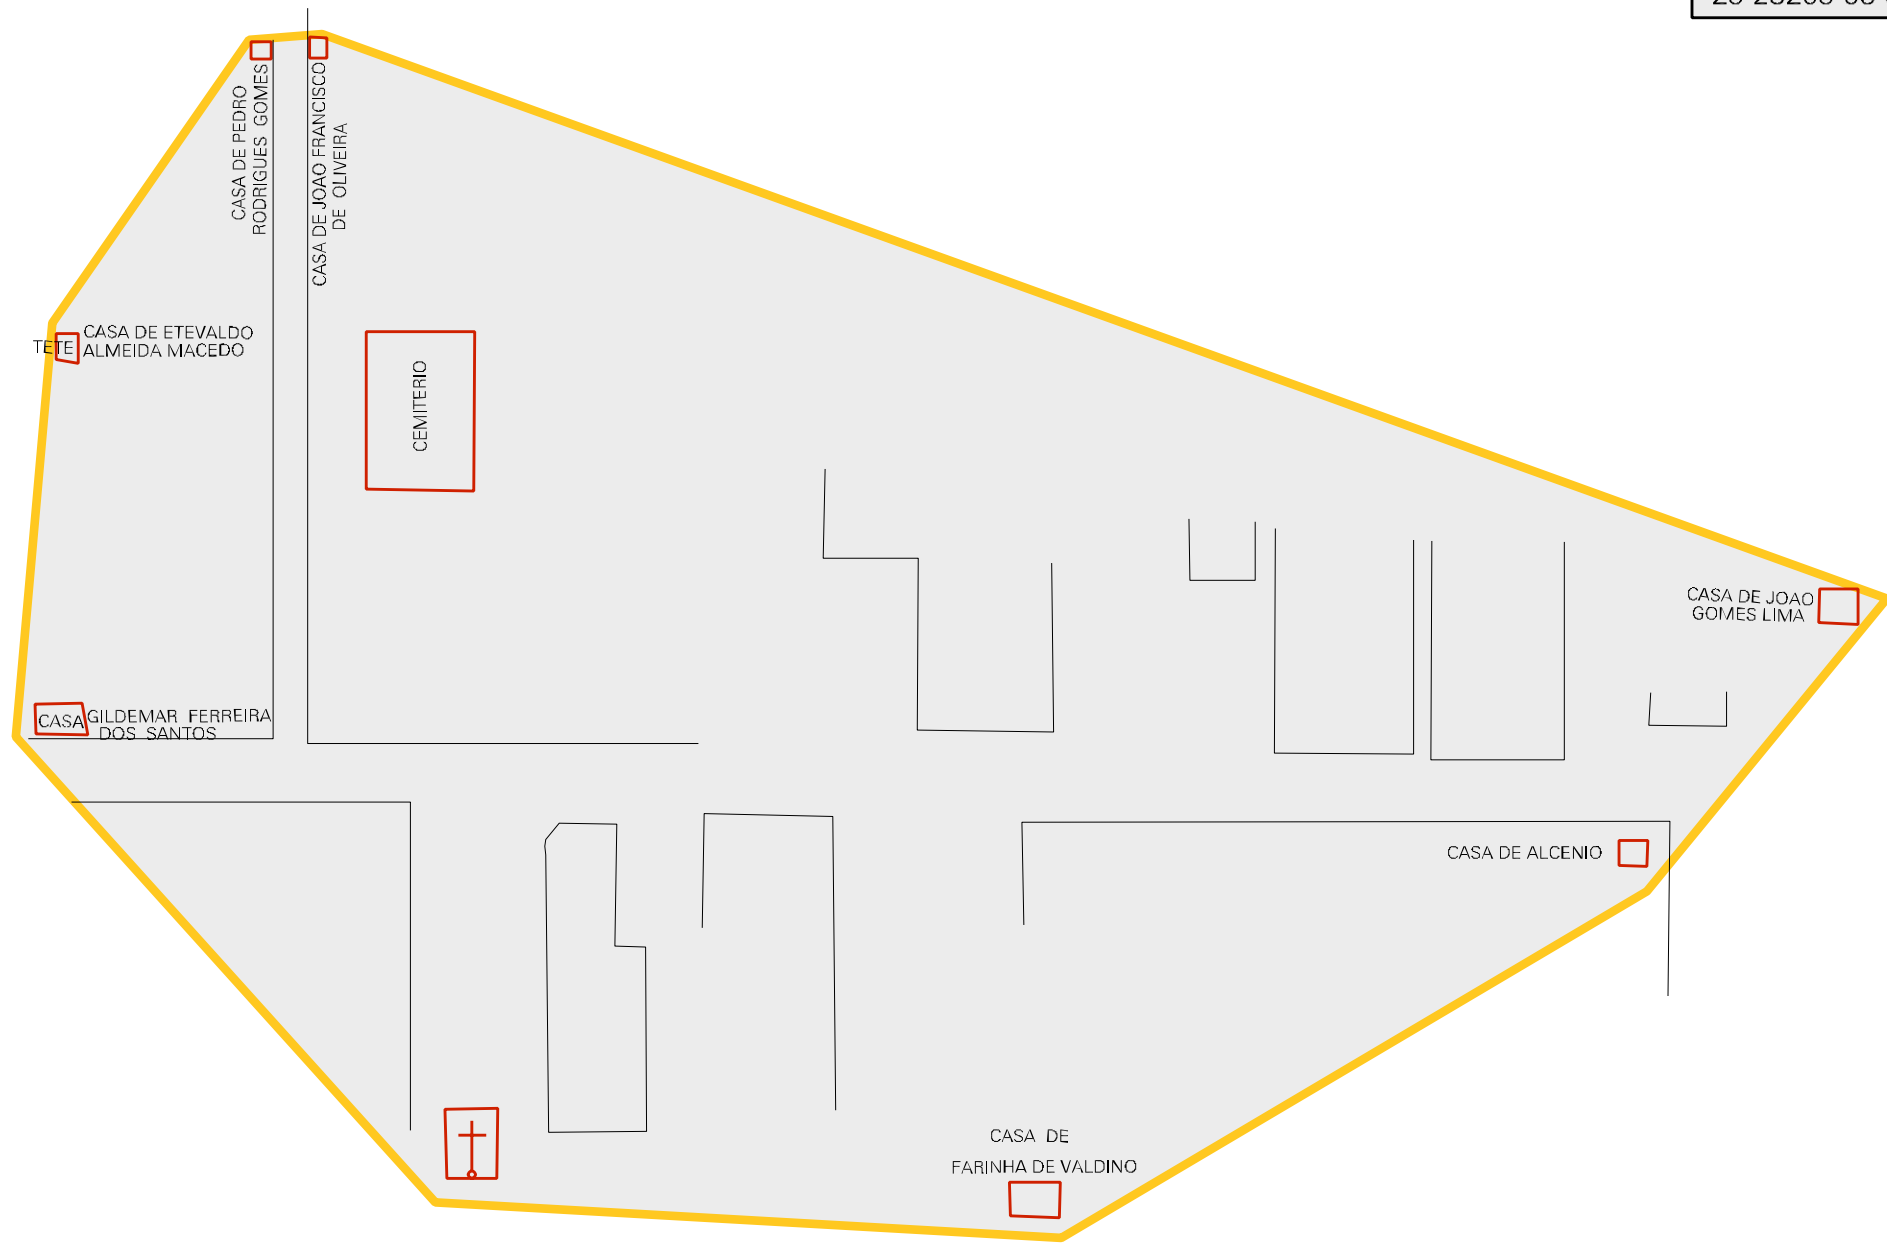 CASA DE PEDRO
RODRIGUES GOMES
CASA DE JOAO FRANCISCO
DE OLIVEIRA
TETE
CASA DE ETEVALDO
ALMEIDA MACEDO
CEMITERIO
CASA DE JOAO
GOMES LIMA
CASA
GILDEMAR FERREIRA
DOS SANTOS
CASA DE ALCENIO
CASA DE
FARINHA DE VALDINO